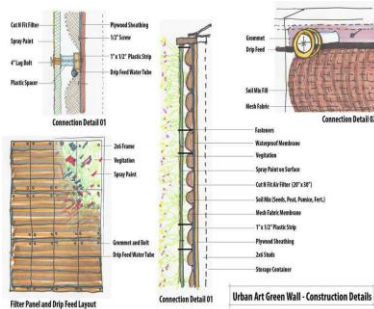 Cut N Fit Filter
Spray Paint
4" Lag Bolt
Plastic Spacer
Plywood Sheathing
1/2" Screw
1" x 1/2" Plastic Strip
Drip Feed Water Tube
Connection Detail 01
2x6 Frame
Vegitation
Spray Paint
Grommet and Bolt
Drip Feed Water Tube
Filter Panel and Drip Feed Layout
Fasteners
Waterproof Membrane
Vegitation
Spray Paint on Surface
Cut N Fit Air Filter (20" x 30")
Soil Mix (Seeds, Peat, Pumice, Fert.)
Mesh Fabric Membrane
1" x 1/2" Plastic Strip
Plywood Sheathing
2x6 Studs
Storage Container
Connection Detail 01
Grommet
Drip Feed
Soil Mix Fill
Mesh Fabric
Connection Detail 02
Urban Art Green Wall - Construction Details